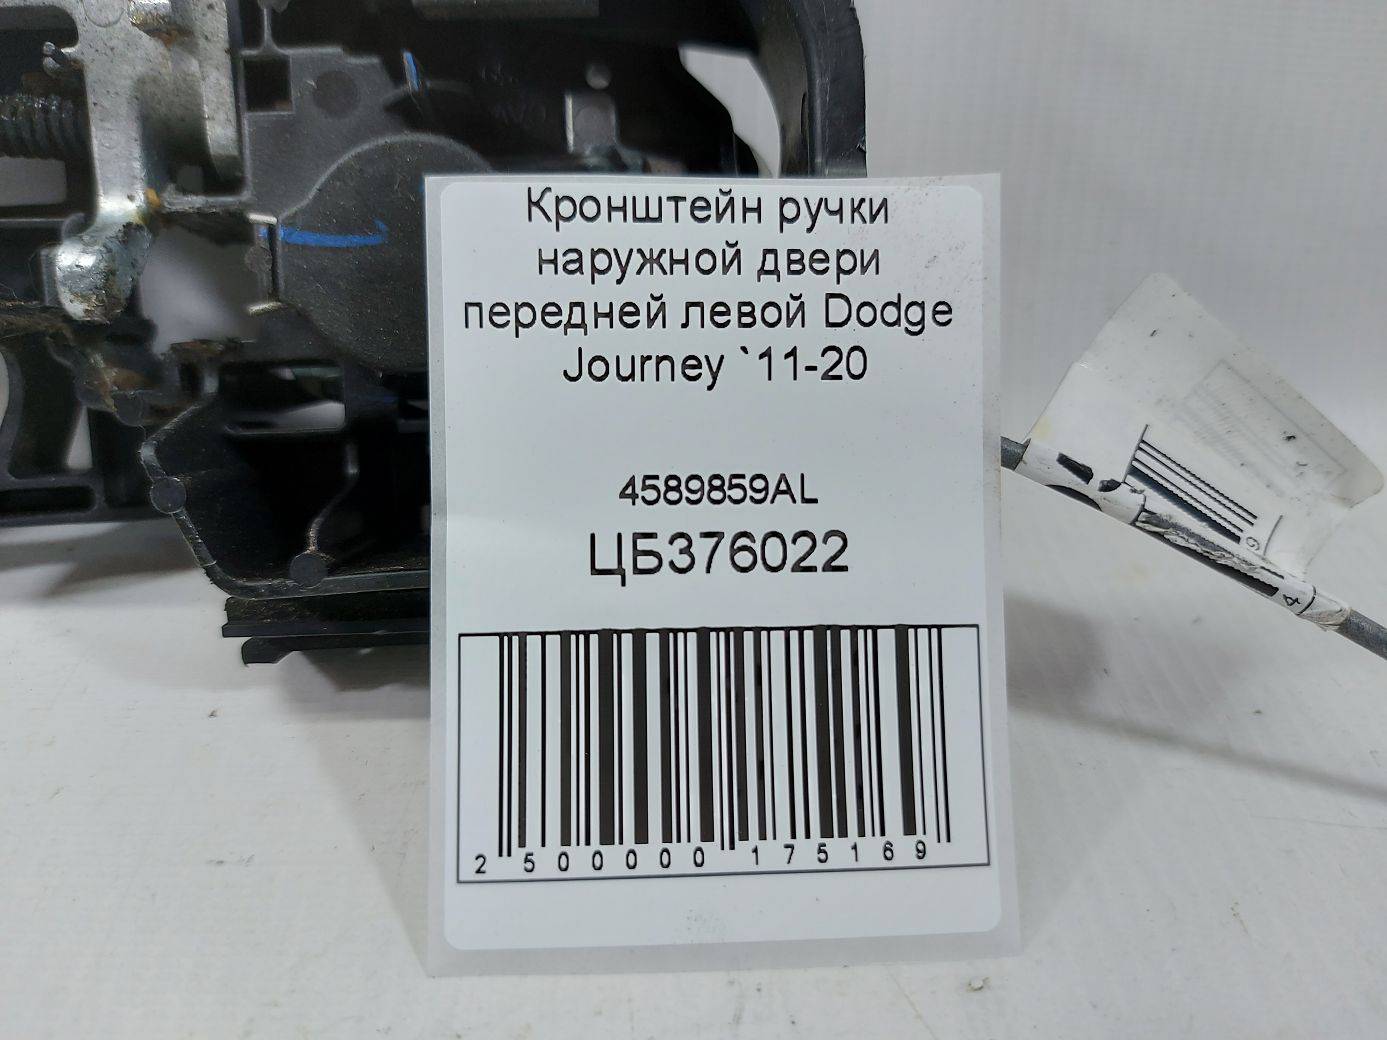 Кронштейн ручки
наружной двери
передней левой Dodge
Journey `11-20
4589859AL
ЦБ376022
2 500000 175169